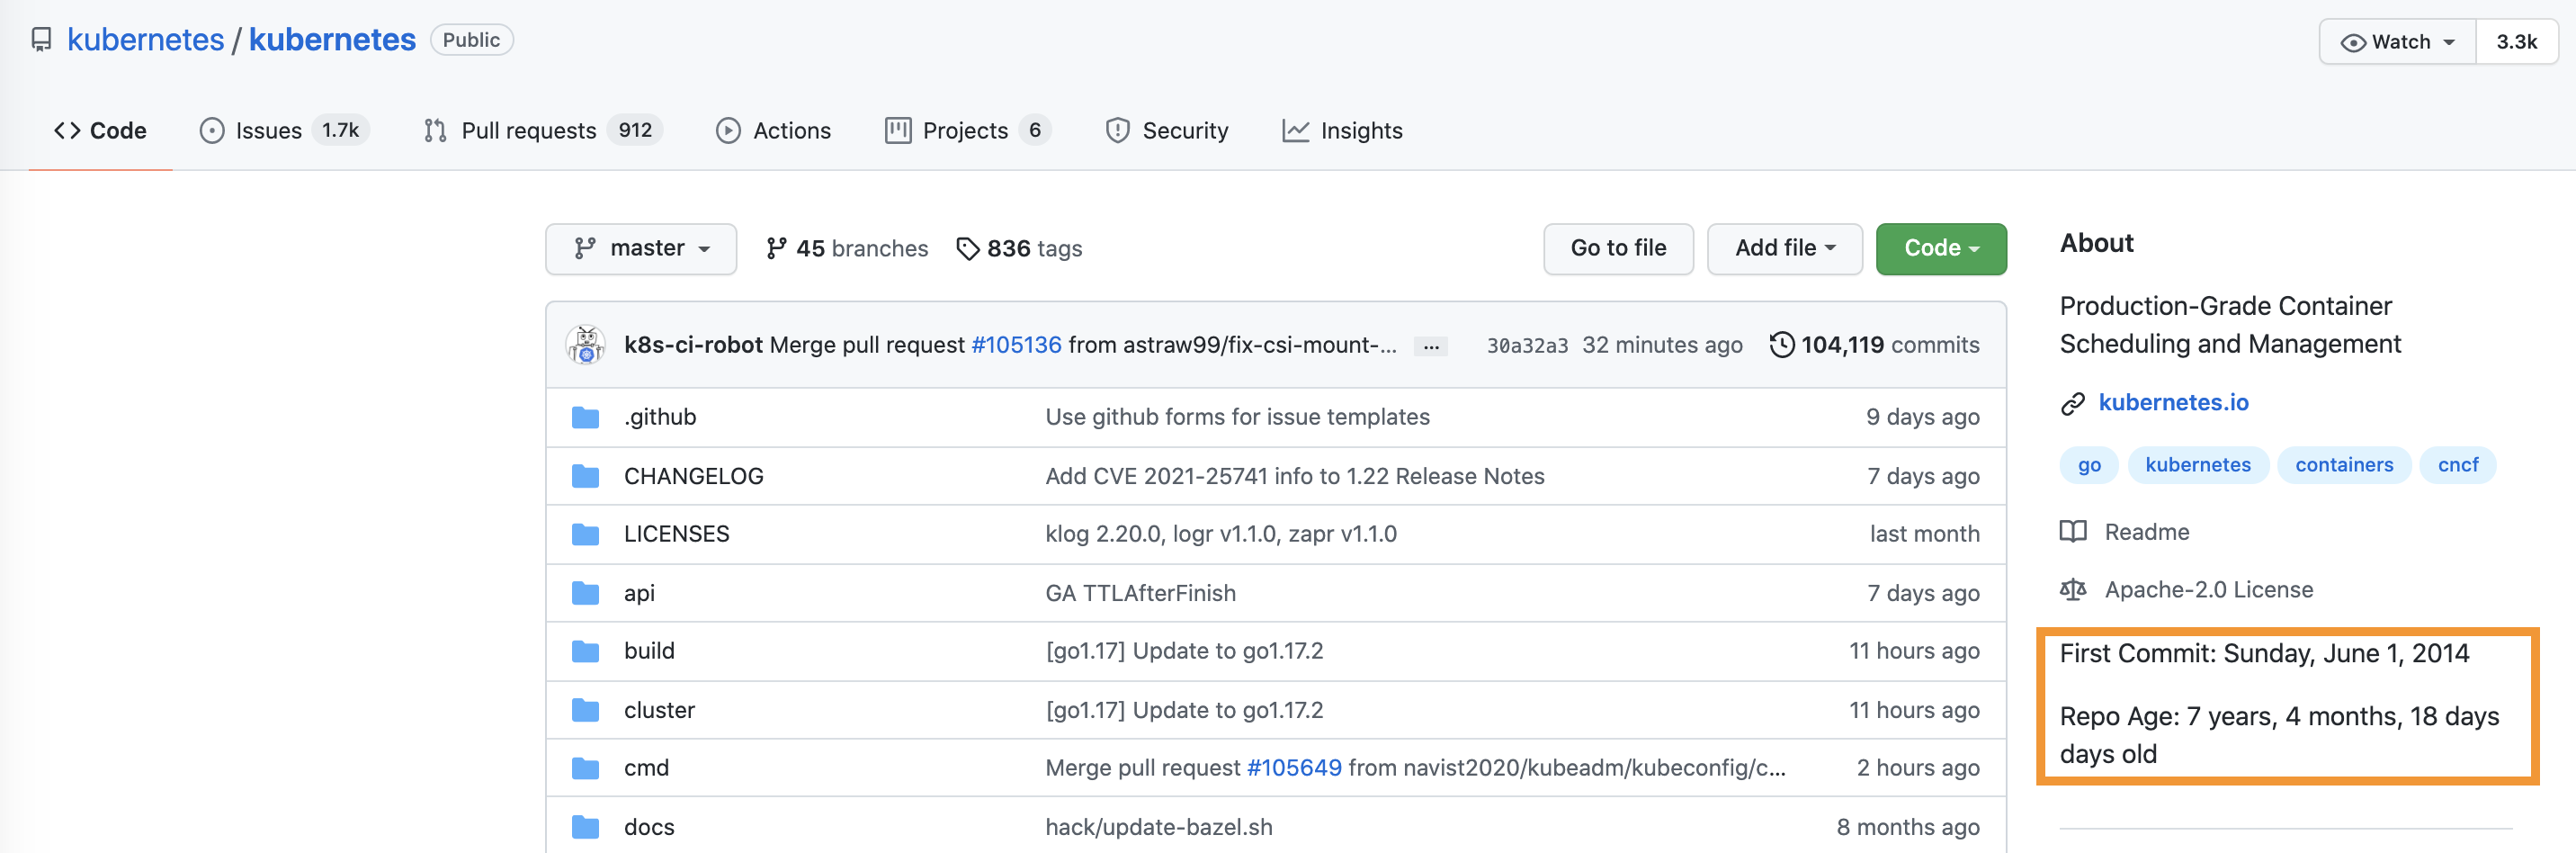 kubernetes / kubernetes Public
Watch 3.3k
Code Issues 1.7k Pull requests 912 Actions Projects 6 Security Insights
master 45 branches 836 tags Go to file Add file Code
k8s-ci-robot Merge pull request #105136 from astraw99/fix-csi-mount-... ... 30a32a3 32 minutes ago 104,119 commits
.github Use github forms for issue templates 9 days ago
CHANGELOG Add CVE 2021-25741 info to 1.22 Release Notes 7 days ago
LICENSES klog 2.20.0, logr v1.1.0, zapr v1.1.0 last month
api GA TTLAfterFinish 7 days ago
build [go1.17] Update to go1.17.2 11 hours ago
cluster [go1.17] Update to go1.17.2 11 hours ago
cmd Merge pull request #105649 from navist2020/kubeadm/kubeconfig/c... 2 hours ago
docs hack/update-bazel.sh 8 months ago
About
Production-Grade Container
Scheduling and Management
kubernetes.io
go kubernetes containers cncf
Readme
Apache-2.0 License
First Commit: Sunday, June 1, 2014
Repo Age: 7 years, 4 months, 18 days
days old